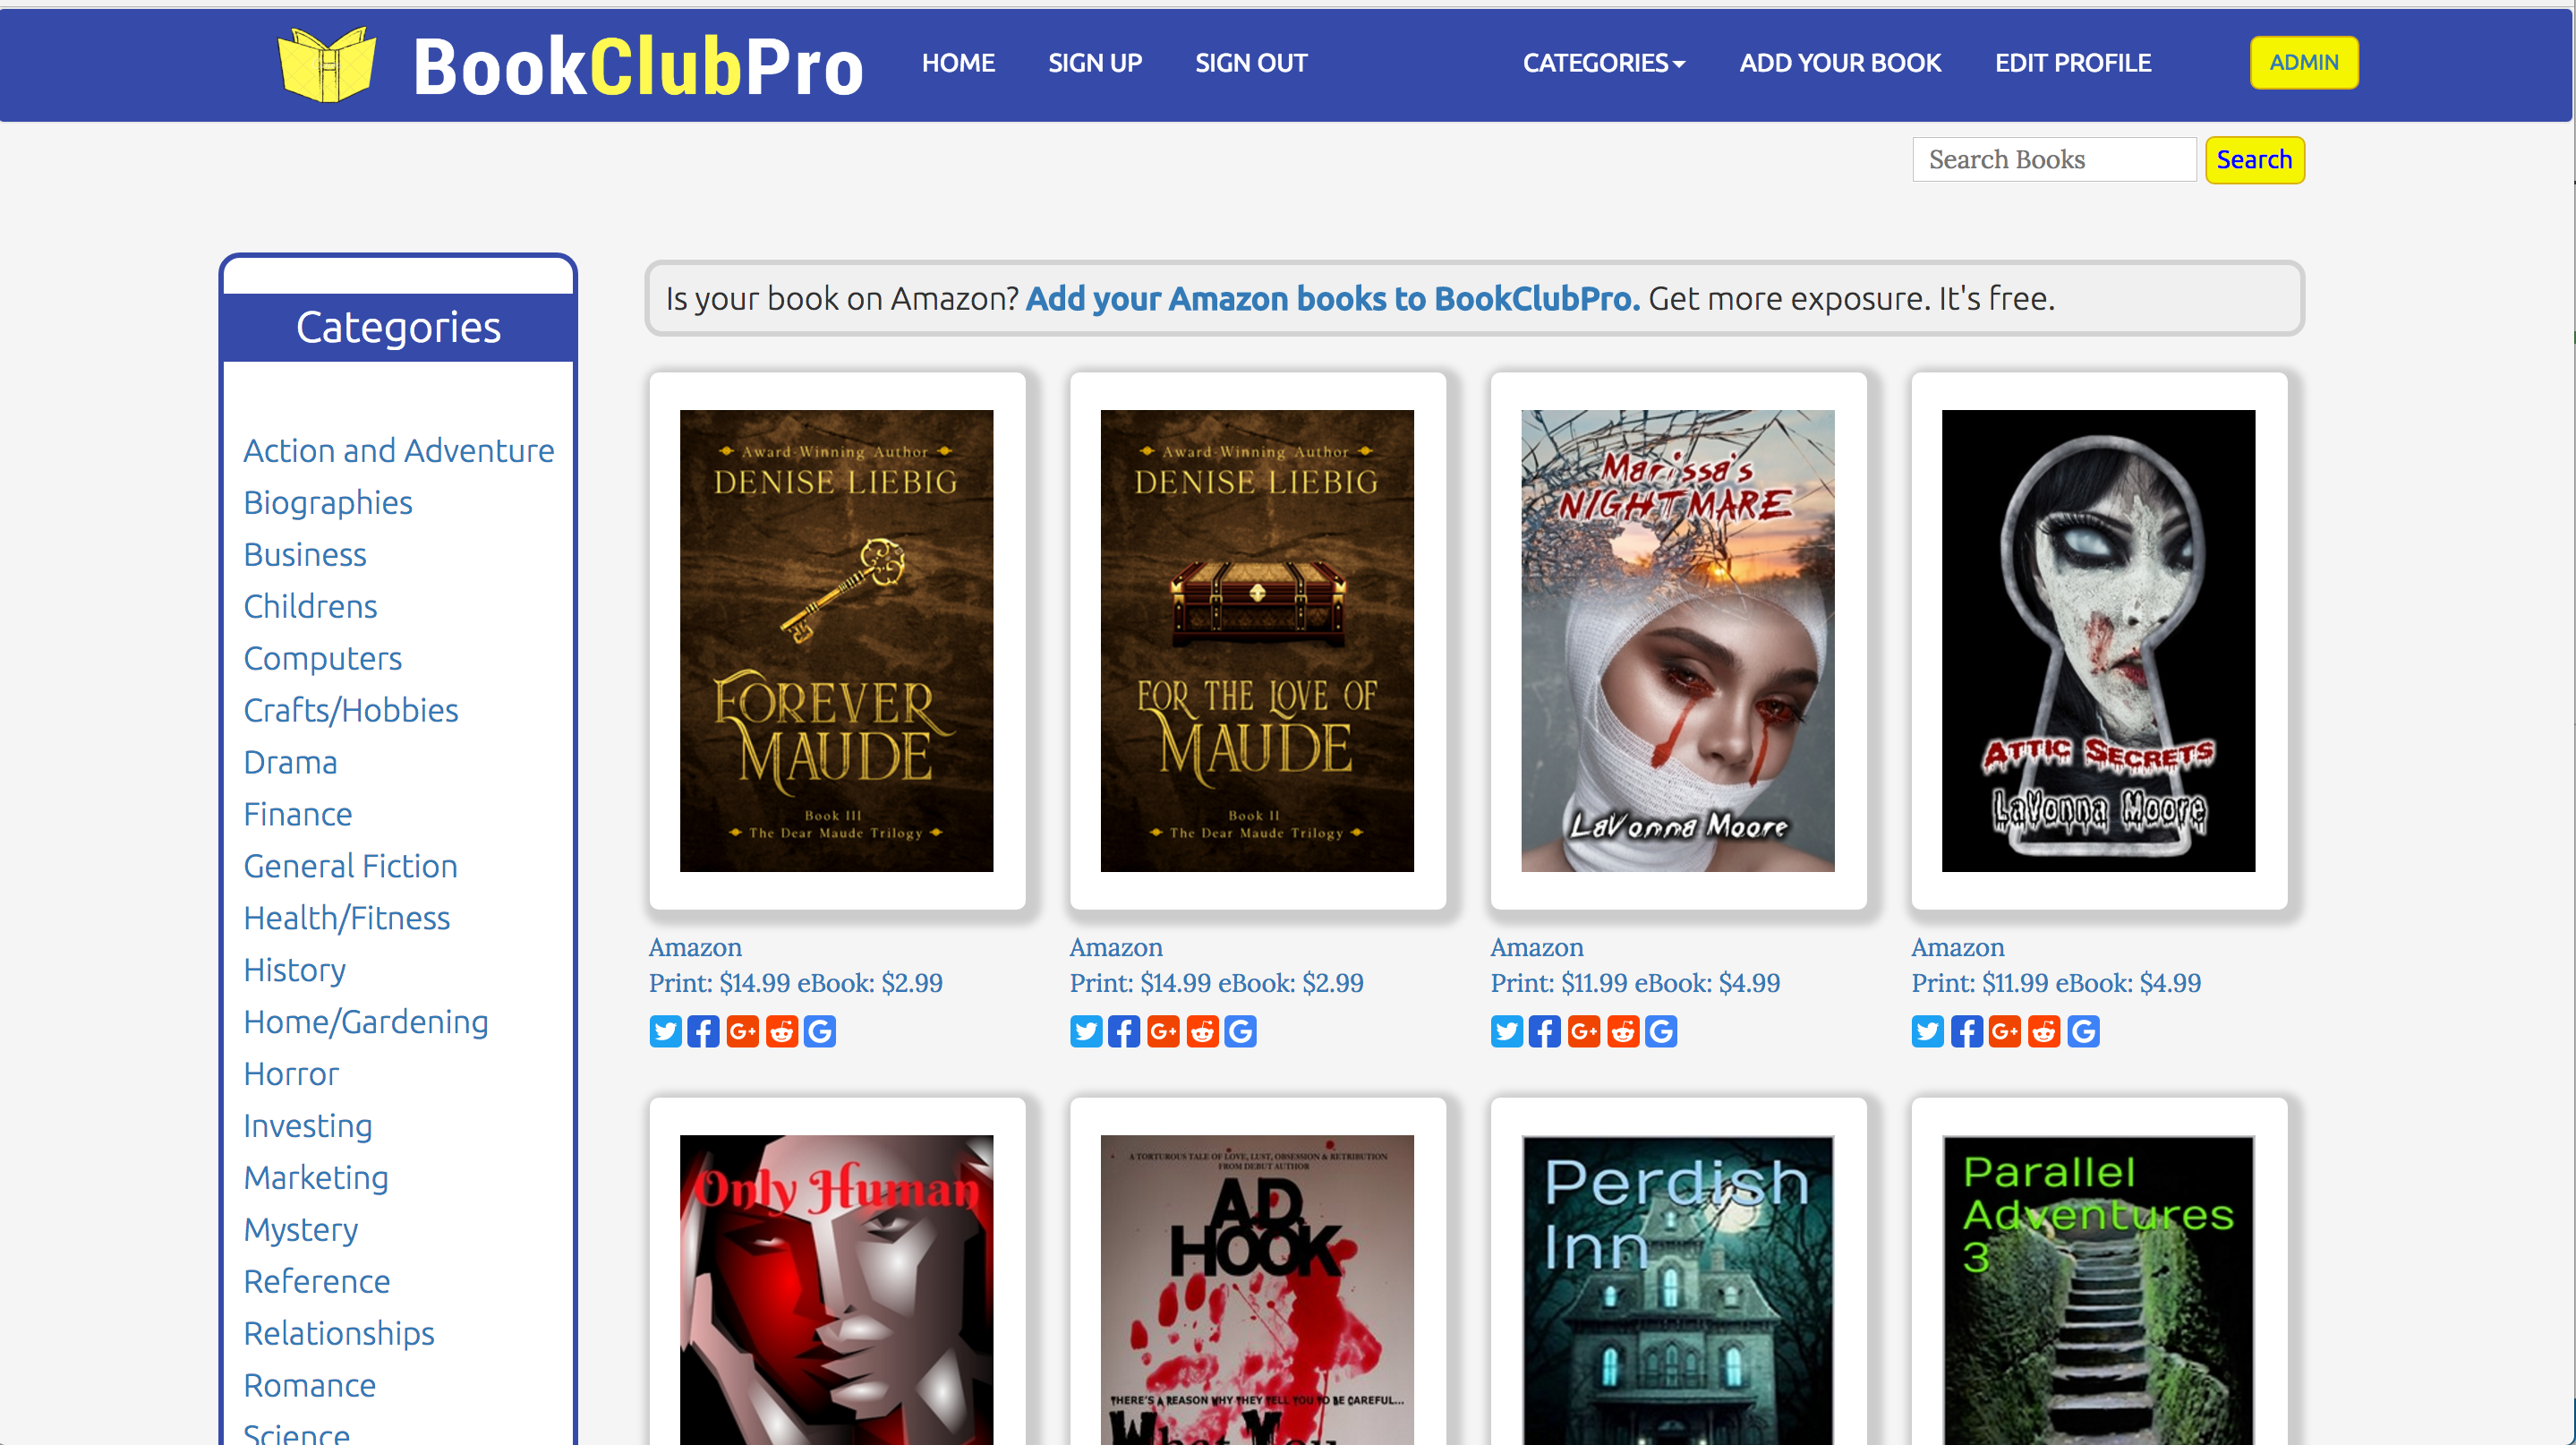 BookClubPro
HOME SIGN UP SIGN OUT CATEGORIES ADD YOUR BOOK EDIT PROFILE ADMIN
Search Books Search
Is your book on Amazon? Add your Amazon books to BookClubPro. Get more exposure. It's free.
Categories
Action and Adventure
Biographies
Business
Childrens
Computers
Crafts/Hobbies
Drama
Finance
General Fiction
Health/Fitness
History
Home/Gardening
Horror
Investing
Marketing
Mystery
Reference
Relationships
Romance
Science
Award-Winning Author
DENISE LIEBIG
FOREVER
MAUDE
Book III
The Dear Maude Trilogy
Amazon
Print: $14.99 eBook: $2.99
G+ G
Award-Winning Author
DENISE LIEBIG
FOR THE LOVE OF
MAUDE
Book II
The Dear Maude Trilogy
Amazon
Print: $14.99 eBook: $2.99
G+ G
Marissa's
NIGHTMARE
LaVonna Moore
Amazon
Print: $11.99 eBook: $4.99
G+ G
ATTIC SECRETS
LaVonna Moore
Amazon
Print: $11.99 eBook: $4.99
G+ G
Only Human
A TORTUROUS TALE OF LOVE, LUST, OBSESSION & RETRIBUTION
FROM DEBUT AUTHOR
AD
HOOK
THERE'S A REASON WHY THEY TELL YOU TO BE CAREFUL...
What You
Perdish
Inn
Parallel
Adventures
3